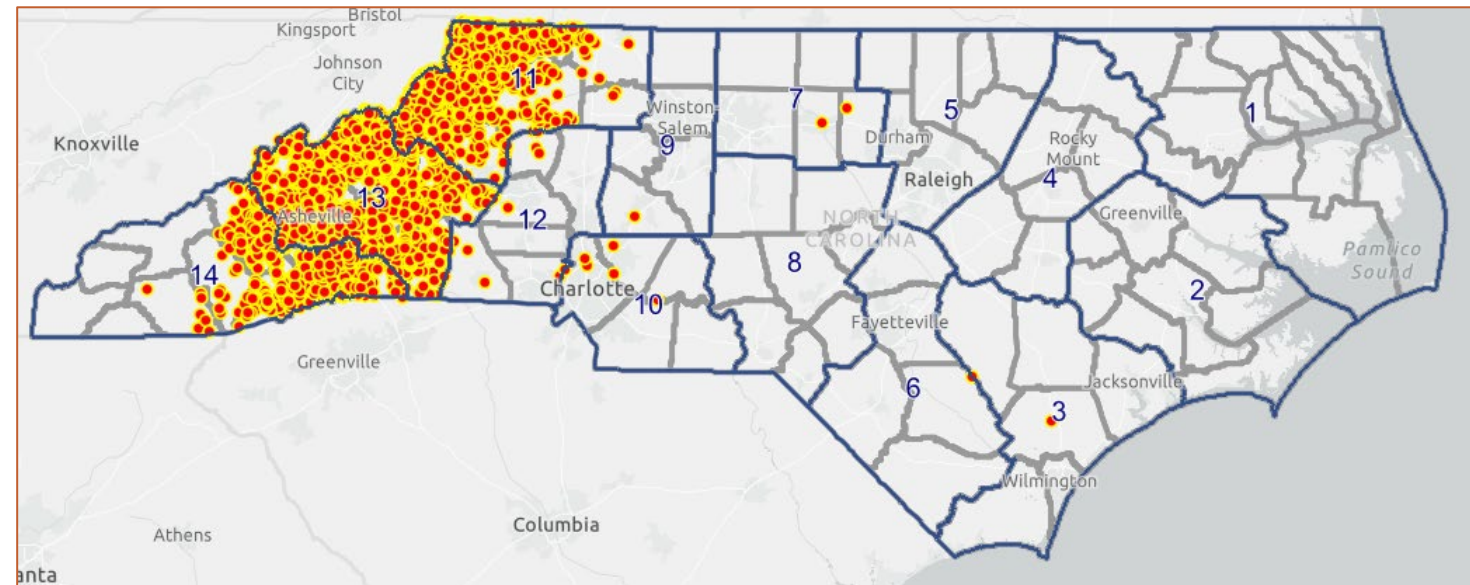 Bristol
Kingsport
Johnson
City
11
Winston-
Salem
7
5
1
Knoxville
Durham
Rocky
Mount
9
Raleigh
4
13
Asheville
12
NORTH
CAROLINA
Greenville
Pamlico
Sound
14
8
Charlotte
10
2
Fayetteville
Greenville
6
Jacksonville
3
Wilmington
Columbia
Athens
anta